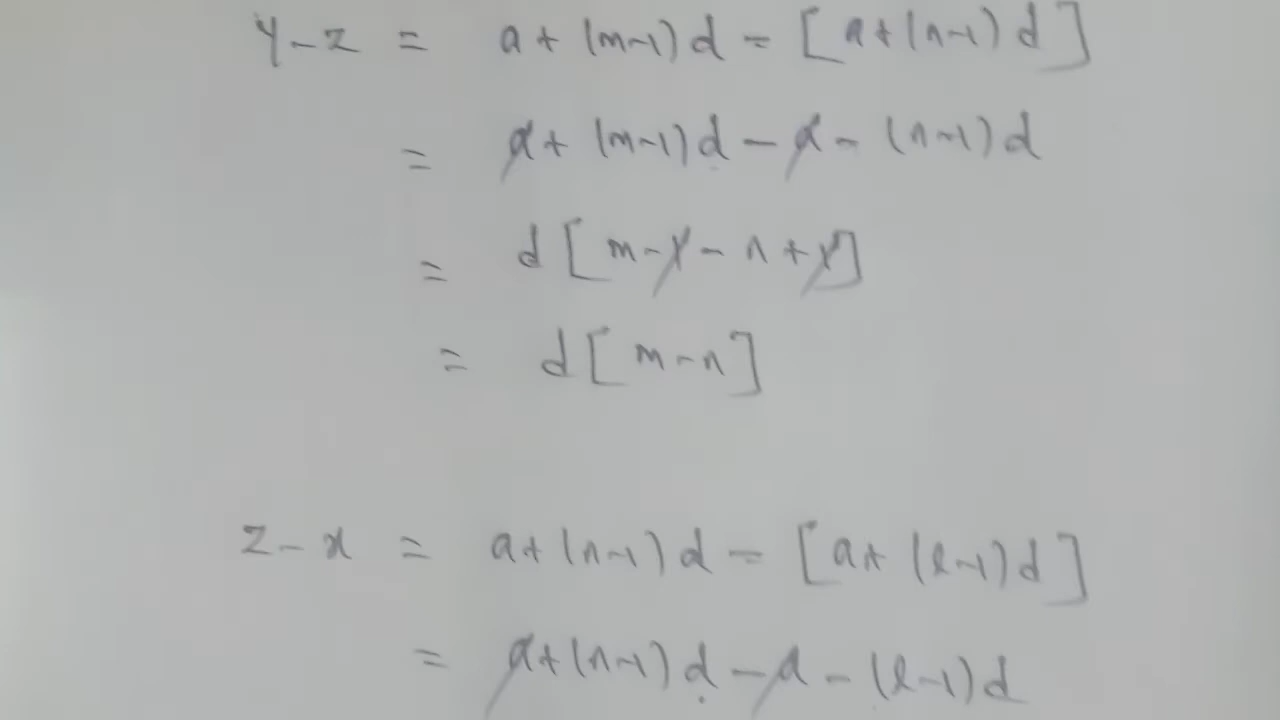 y-z = a+(m-1)d - [a+(n-1)d]
= a+(m-1)d - a - (n-1)d
= d[m-1-n+1]
= d[m-n]
z-x = a+(n-1)d - [a+(l-1)d]
= a+(n-1)d - a - (l-1)d